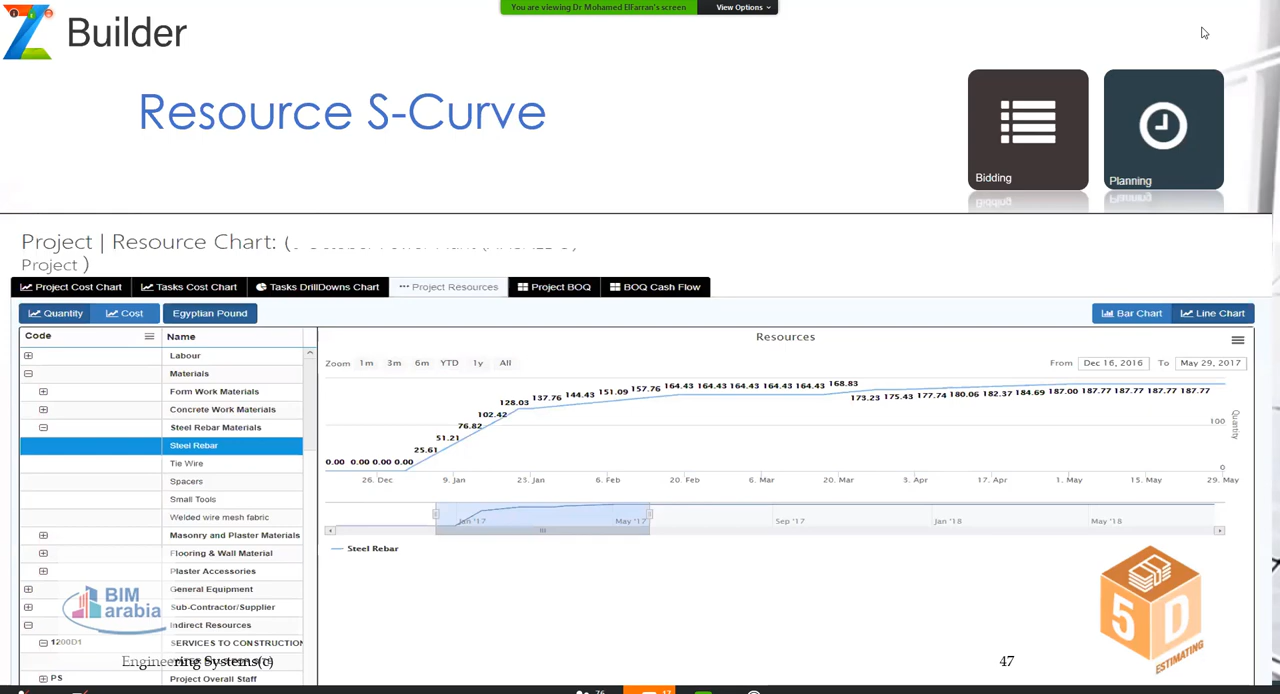 You are viewing Dr Mohamed ElFarran's screen
View Options
Builder
Resource S-Curve
Bidding
Planning
Project | Resource Chart: (
Project )
Project Cost Chart
Tasks Cost Chart
Tasks DrillDowns Chart
Project Resources
Project BOQ
BOQ Cash Flow
Quantity
Cost
Egyptian Pound
Bar Chart
Line Chart
Code
Name
Labour
Materials
Form Work Materials
Concrete Work Materials
Steel Rebar Materials
Steel Rebar
Tie Wire
Spacers
Small Tools
Welded wire mesh fabric
Masonry and Plaster Materials
Flooring & Wall Material
Plaster Accessories
General Equipment
Sub-Contractor/Supplier
Indirect Resources
1200D1 SERVICES TO CONSTRUCTION
PS Project Overall Staff
Resources
Zoom 1m 3m 6m YTD 1y All
From Dec 16, 2016 To May 29, 2017
0.00 0.00 0.00 0.00 25.61 51.21 76.82 102.42 128.03 137.76 144.43 151.09 157.76 164.43 164.43 164.43 164.43 164.43 168.83 173.23 175.43 177.74 180.06 182.37 184.69 187.00 187.77 187.77 187.77 187.77
100
Quantity
0
26. Dec 9. Jan 25. Jan 6. Feb 20. Feb 6. Mar 20. Mar 3. Apr 17. Apr 1. May 15. May 29. May
Jan '17 May '17 Sep '17 Jan '18 May '18
Steel Rebar
BIM
arabia
5D
ESTIMATING
Engineering Systems(c)
47
76
17